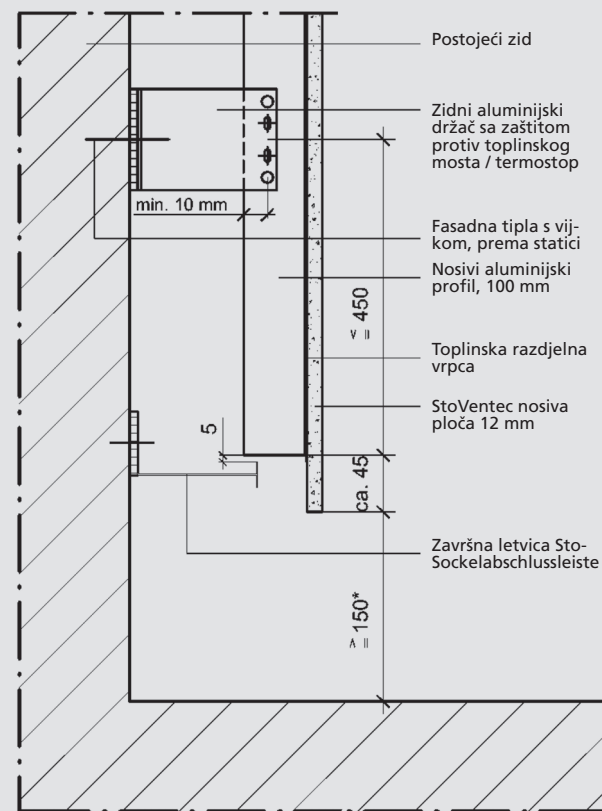 Postojeći zid
Zidni aluminijski
držač sa zaštitom
protiv toplinskog
mosta / termostop
min. 10 mm
Fasadna tipla s vij-
kom, prema statici
Nosivi aluminijski
profil, 100 mm
≤ 450
Toplinska razdjelna
vrpca
StoVentec nosiva
ploča 12 mm
5
ca. 45
Završna letvica Sto-
Sockelabschlussleiste
≥ 150*